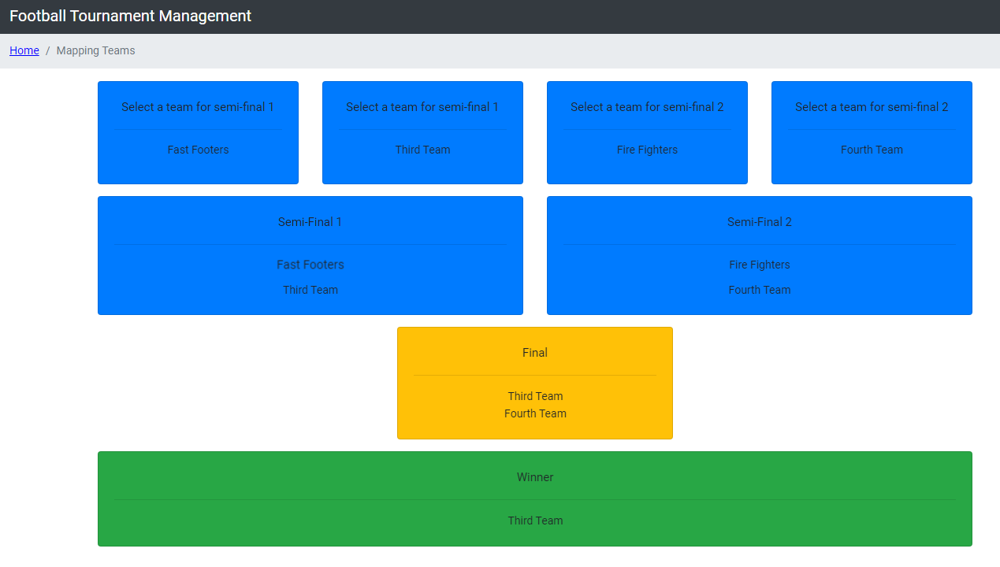 Football Tournament Management
Home / Mapping Teams
Select a team for semi-final 1
Fast Footers
Select a team for semi-final 1
Third Team
Select a team for semi-final 2
Fire Fighters
Select a team for semi-final 2
Fourth Team
Semi-Final 1
Fast Footers
Third Team
Semi-Final 2
Fire Fighters
Fourth Team
Final
Third Team
Fourth Team
Winner
Third Team